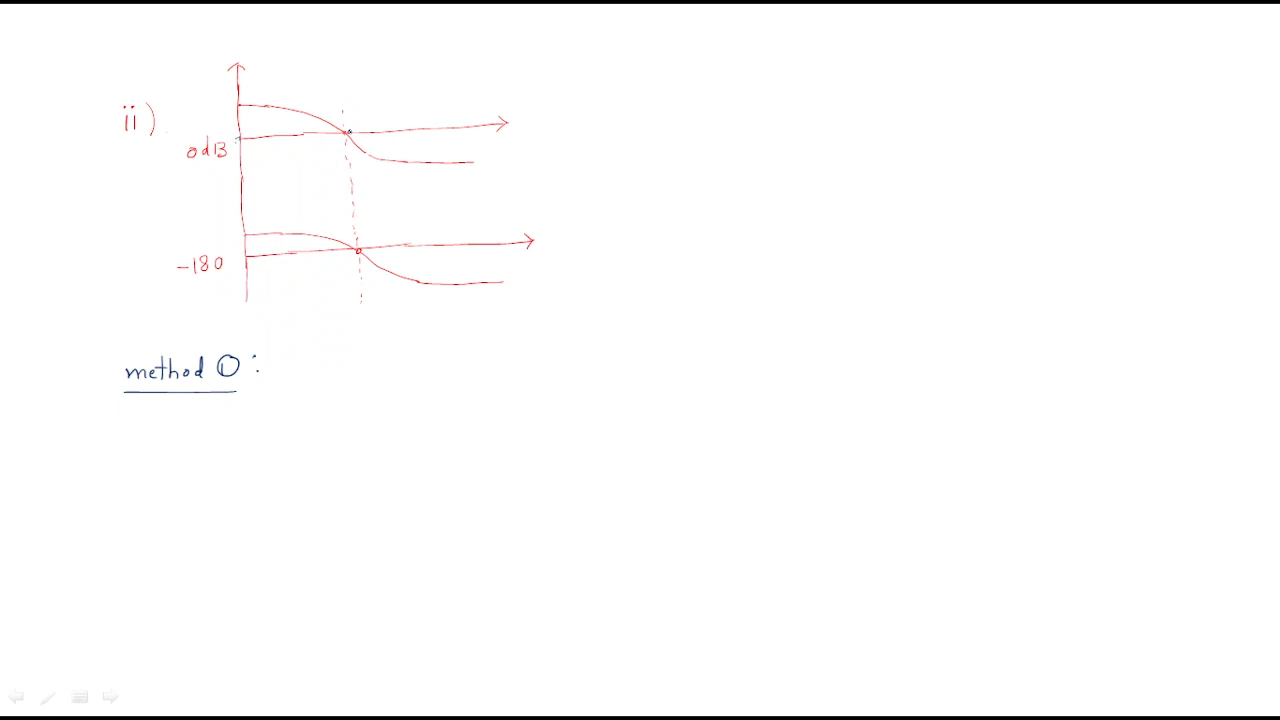 ii)
0dB
-180
method ① :